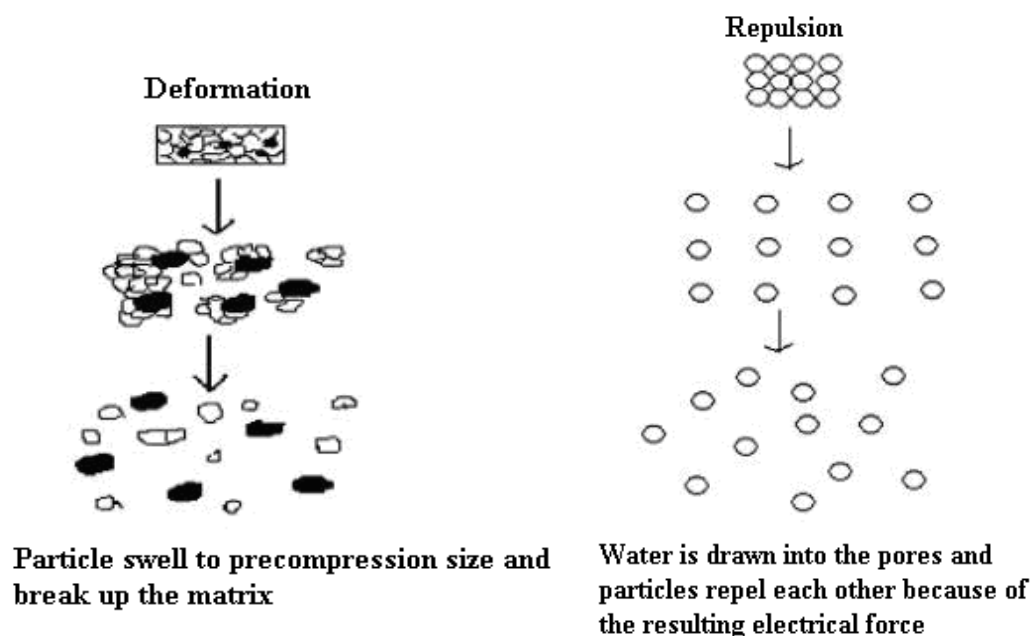 Deformation
Particle swell to precompression size and
break up the matrix
Repulsion
Water is drawn into the pores and
particles repel each other because of
the resulting electrical force